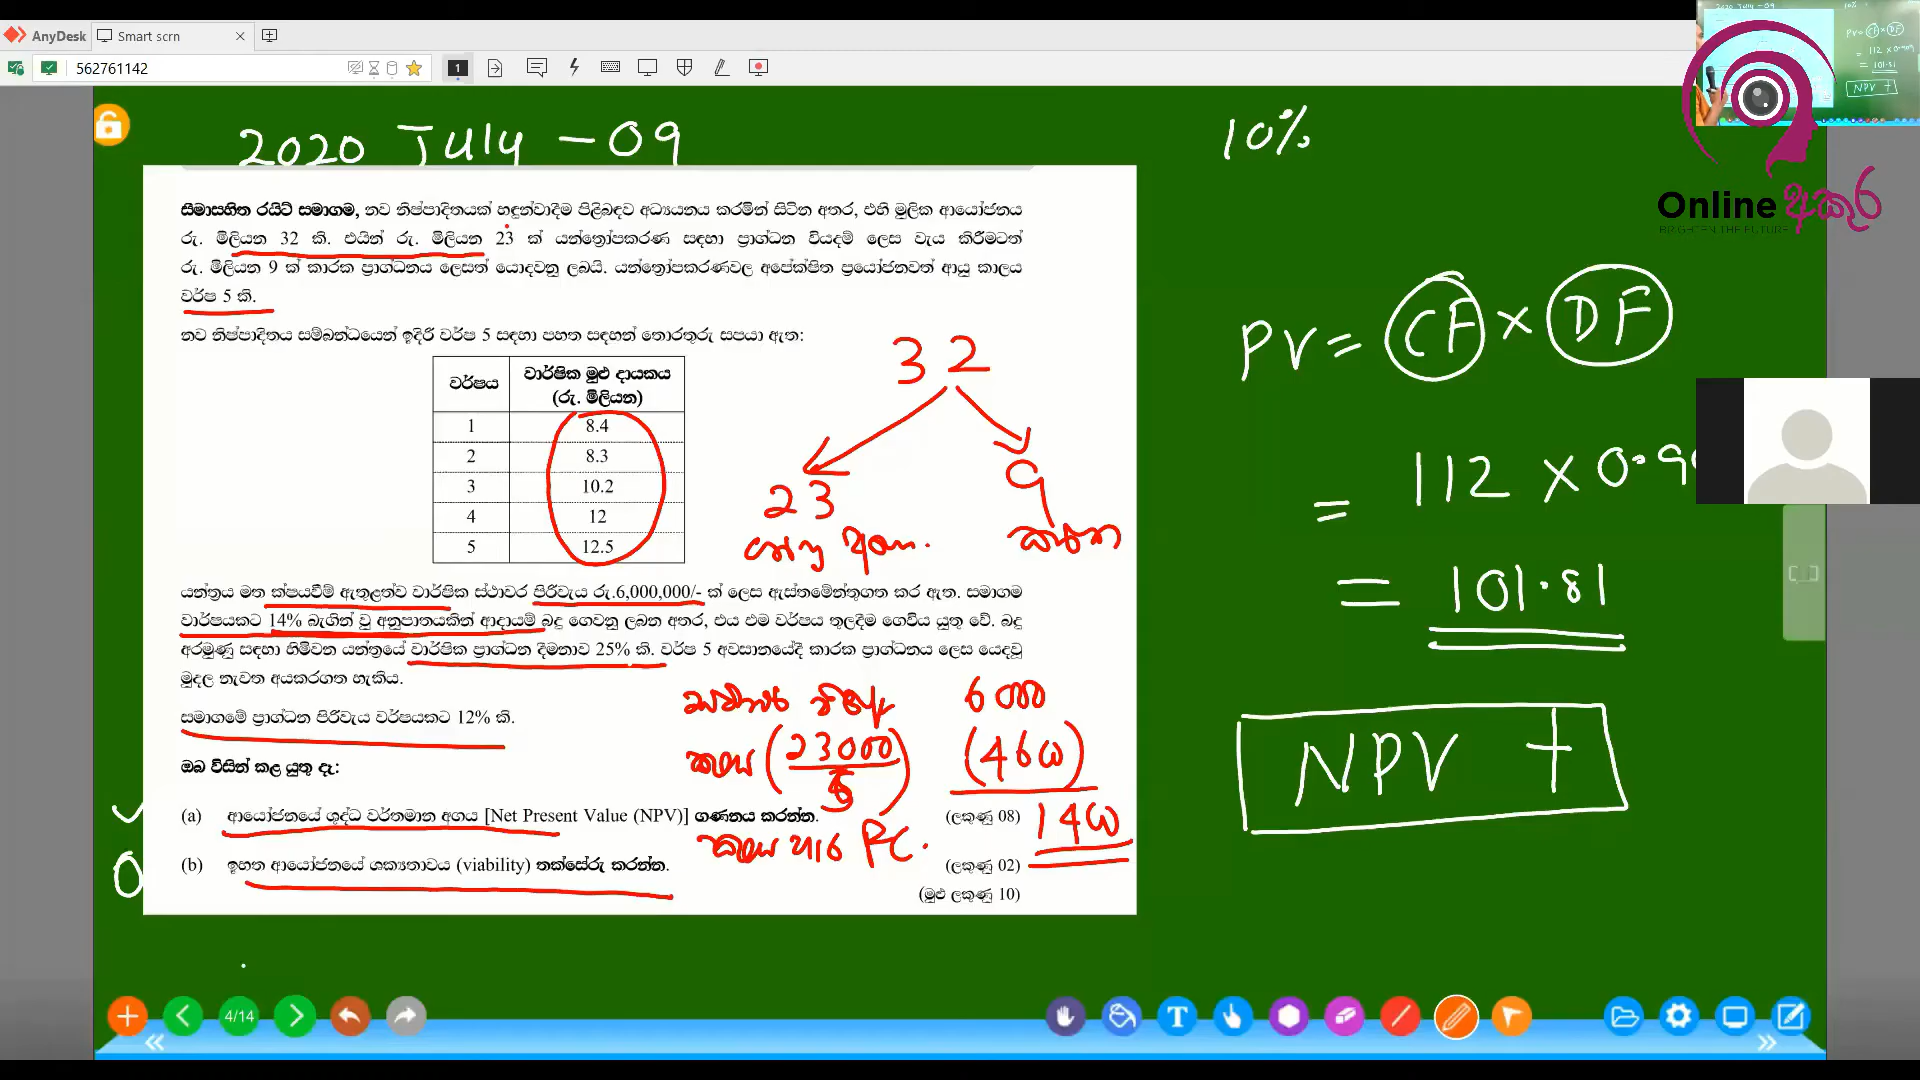 AnyDesk
Smart scrn
562761142
1
2020 July - 09
10%
Online අකුර
BRIGHTEN THE FUTURE
සීමාසහිත රයිට් සමාගම, නව නිෂ්පාදිතයක් හඳුන්වාදීම පිළිබඳව අධ්‍යයනය කරමින් සිටින අතර, එහි මූලික ආයෝජනය
රු. මිලියන 32 කි. එයින් රු. මිලියන 23 ක් යන්ත්‍රෝපකරණ සඳහා ප්‍රාග්ධන වියදම් ලෙස වැය කිරීමටත්
රු. මිලියන 9 ක් කාරක ප්‍රාග්ධනය ලෙසත් යොදවනු ලබයි. යන්ත්‍රෝපකරණවල අපේක්ෂිත ප්‍රයෝජනවත් ආයු කාලය
වර්ෂ 5 කි.
නව නිෂ්පාදිතය සම්බන්ධයෙන් ඉදිරි වර්ෂ 5 සඳහා පහත සඳහන් තොරතුරු සපයා ඇත:
වර්ෂය වාර්ෂික මුළු දායකය (රු. මිලියන)
1 8.4
2 8.3
3 10.2
4 12
5 12.5
32
23 9
යන්ත්‍රය මත ක්ෂයවීම් ඇතුළත්ව වාර්ෂික ස්ථාවර පිරිවැය රු.6,000,000/- ක් ලෙස ඇස්තමේන්තුගත කර ඇත. සමාගම
වාර්ෂයකට 14% බැගින් වූ අනුපාතයකින් ආදායම් බදු ගෙවනු ලබන අතර, එය එම වර්ෂය තුලදීම ගෙවිය යුතු වේ. බදු
අරමුණු සඳහා හිමිවන යන්ත්‍රයේ වාර්ෂික ප්‍රාග්ධන දීමනාව 25% කි. වර්ෂ 5 අවසානයේදී කාරක ප්‍රාග්ධනය ලෙස යෙදවූ
මුදල නැවත අයකරගත හැකිය.
සමාගමේ ප්‍රාග්ධන පිරිවැය වර්ෂයකට 12% කි.
ඔබ විසින් කළ යුතු දෑ:
(a) ආයෝජනයේ ශුද්ධ වර්තමාන අගය [Net Present Value (NPV)] ගණනය කරන්න. (ලකුණු 08)
(b) ඉහත ආයෝජනයේ ශක්‍යතාවය (viability) තක්සේරු කරන්න. (ලකුණු 02)
(මුළු ලකුණු 10)
6000
(23000/5) (4600)
1400
PV = CF × DF
= 112 × 0.9
= 101.81
NPV +
4/14